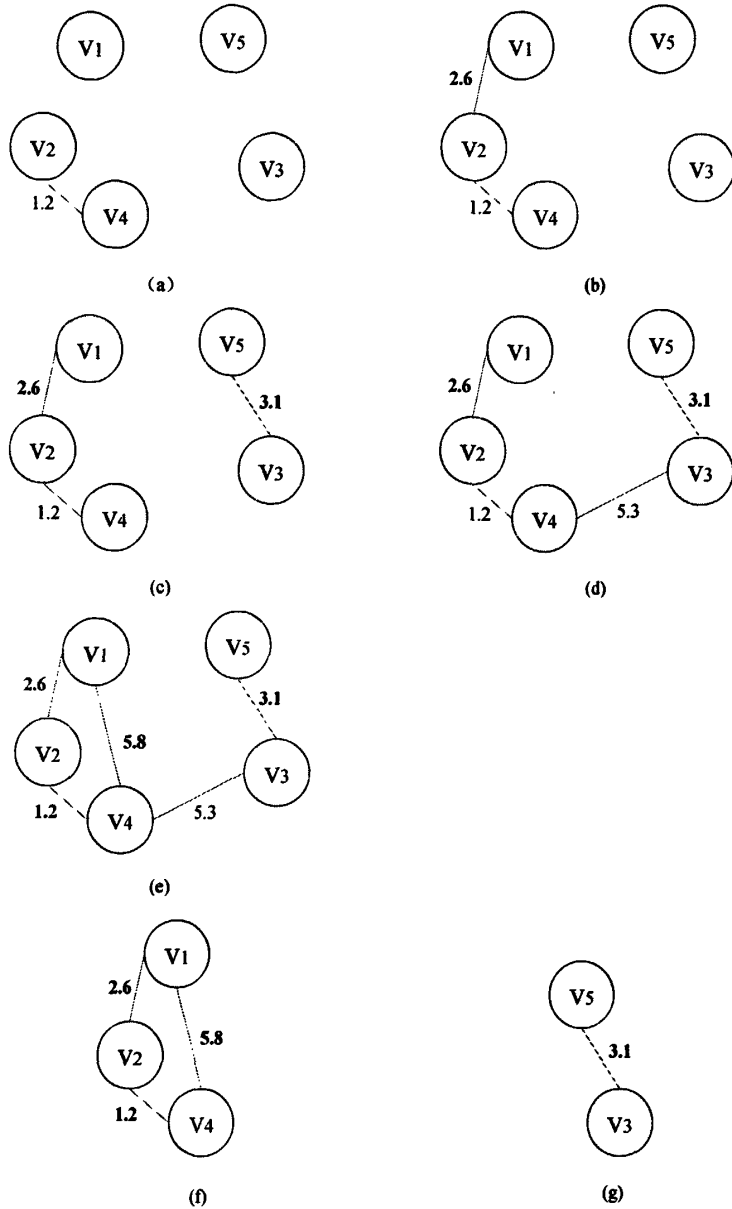 V1 V5 V1 V5
2.6
V2 V3 V2 V3
1.2 V4 1.2 V4
(a) (b)
V1 V5 V1 V5
2.6 3.1 2.6 3.1
V2 V3 V2 V3
1.2 V4 1.2 V4 5.3
(c) (d)
V1 V5
2.6 3.1
5.8
V2 V3
1.2 V4 5.3
(e)
V1
2.6 V5
5.8
V2 3.1
1.2 V4 V3
(f) (g)